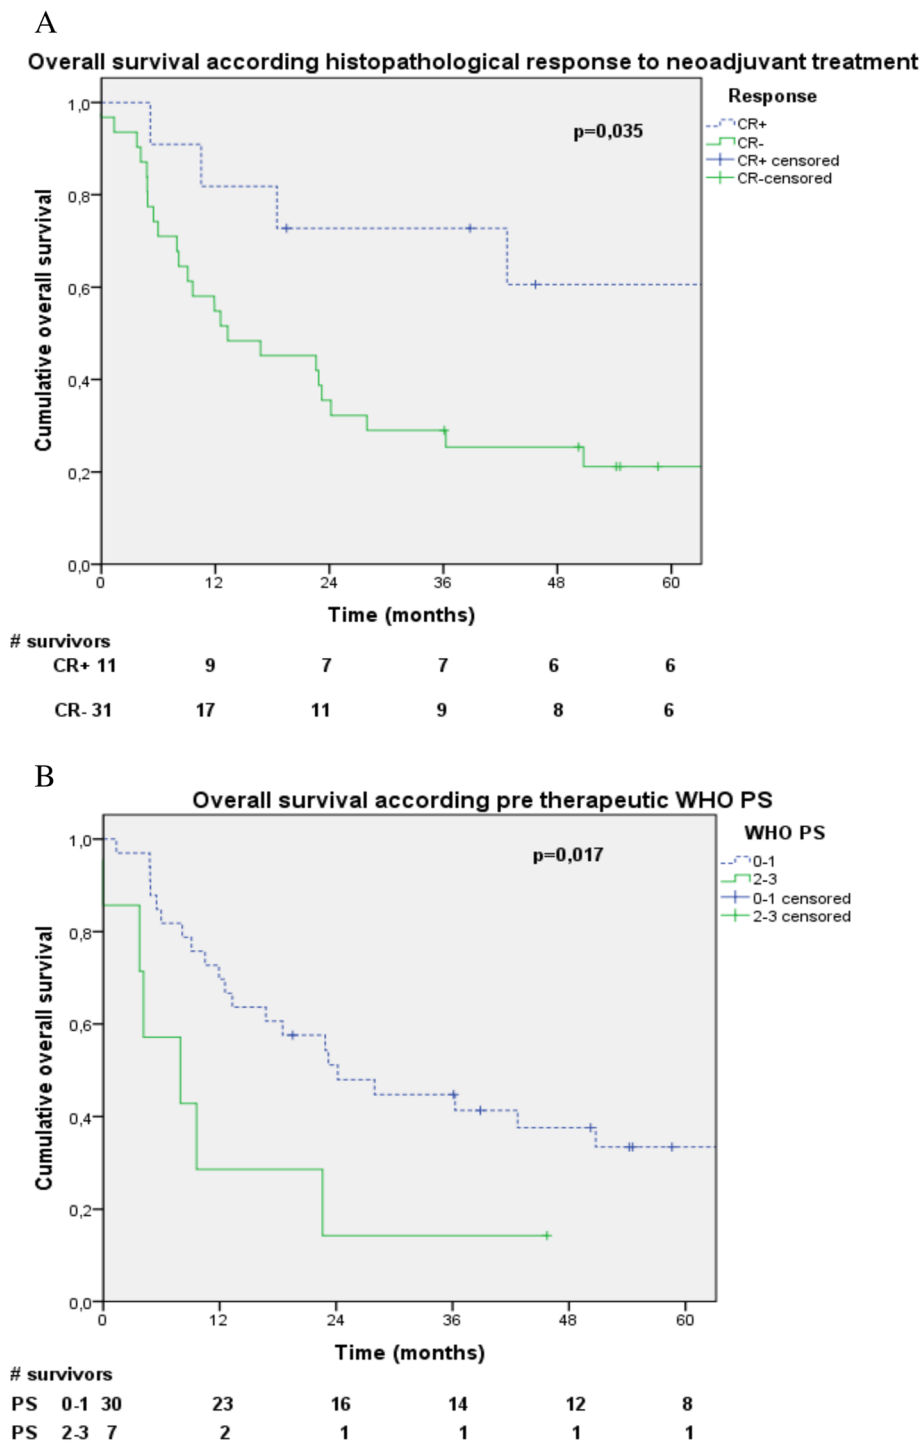 A
Overall survival according histopathological response to neoadjuvant treatment
Response
CR+
CR-
CR+ censored
CR-censored
p=0,035
1,0
0,8
0,6
0,4
0,2
0,0
Cumulative overall survival
0 12 24 36 48 60
Time (months)
# survivors
CR+ 11 9 7 7 6 6
CR- 31 17 11 9 8 6
B
Overall survival according pre therapeutic WHO PS
WHO PS
0-1
2-3
0-1 censored
2-3 censored
p=0,017
1,0
0,8
0,6
0,4
0,2
0,0
Cumulative overall survival
0 12 24 36 48 60
Time (months)
# survivors
PS 0-1 30 23 16 14 12 8
PS 2-3 7 2 1 1 1 1